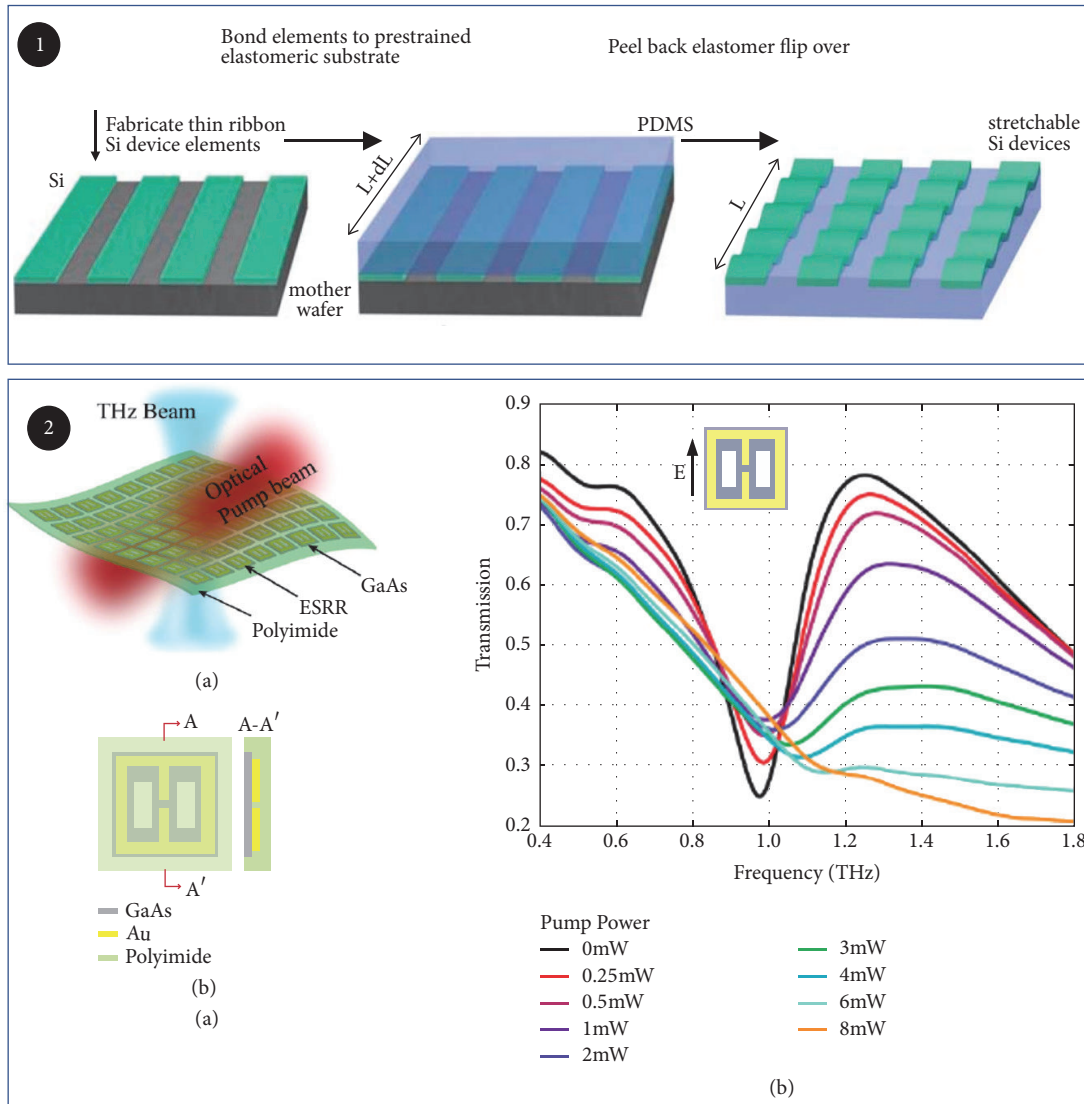 1
Bond elements to prestrained
elastomeric substrate
Peel back elastomer flip over
Fabricate thin ribbon
Si device elements
PDMS
stretchable
Si devices
Si
L+dL
L
mother
wafer
2
THz Beam
Optical
Pump beam
GaAs
ESRR
Polyimide
(a)
A
A-A′
A′
GaAs
Au
Polyimide
(b)
(a)
E
Transmission
0.9
0.8
0.7
0.6
0.5
0.4
0.3
0.2
0.4
0.6
0.8
1.0
1.2
1.4
1.6
1.8
Frequency (THz)
Pump Power
0mW
0.25mW
0.5mW
1mW
2mW
3mW
4mW
6mW
8mW
(b)